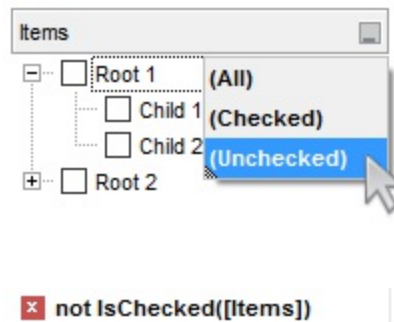 Items
Root 1
(All)
Child 1
(Checked)
Child 2
(Unchecked)
Root 2
not IsChecked([Items])